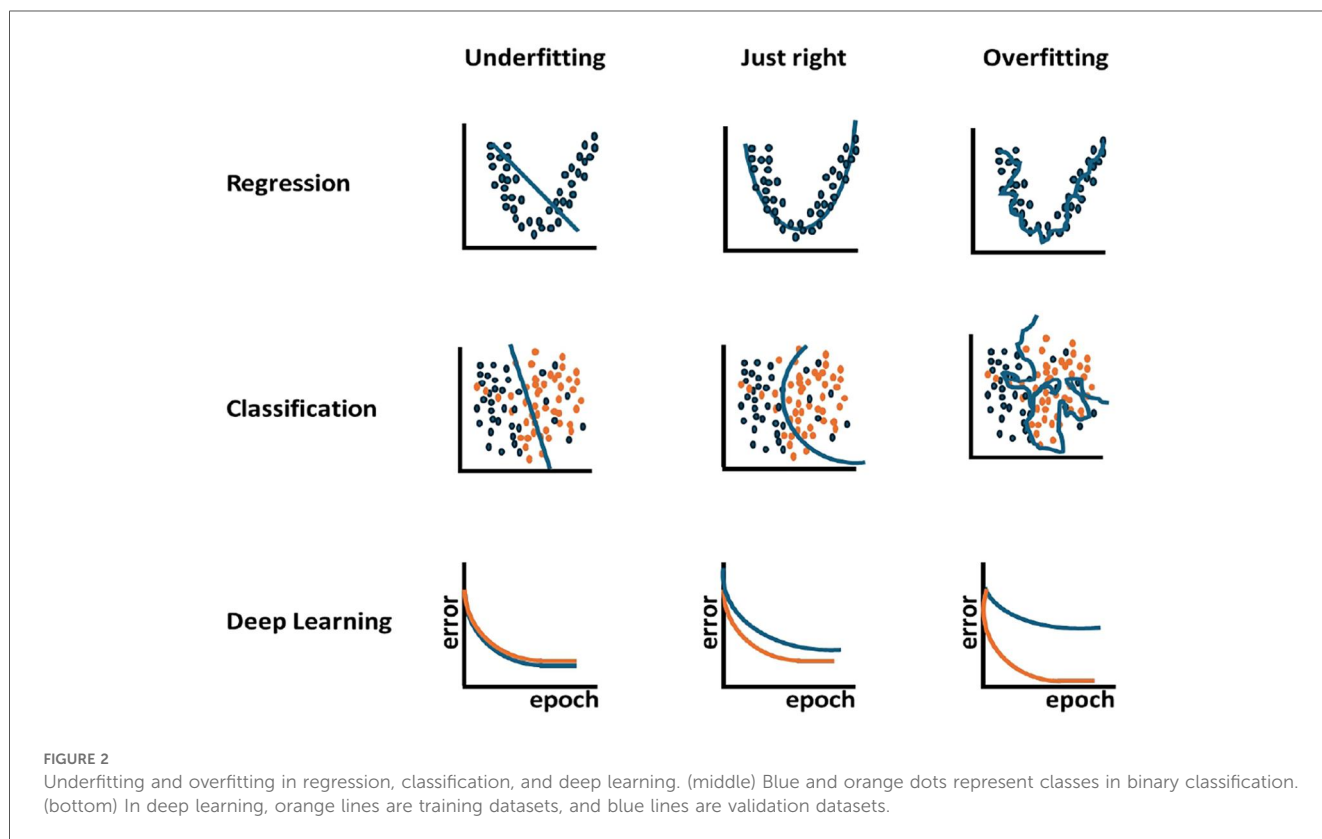 Underfitting Just right Overfitting
Regression
Classification
Deep Learning
error
epoch
error
epoch
error
epoch
FIGURE 2
Underfitting and overfitting in regression, classification, and deep learning. (middle) Blue and orange dots represent classes in binary classification.
(bottom) In deep learning, orange lines are training datasets, and blue lines are validation datasets.